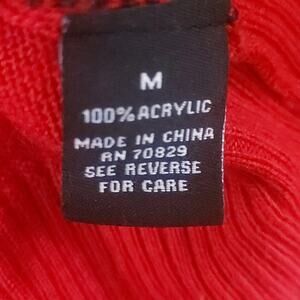 M
100% ACRYLIC
MADE IN CHINA
RN 70829
SEE REVERSE
FOR CARE